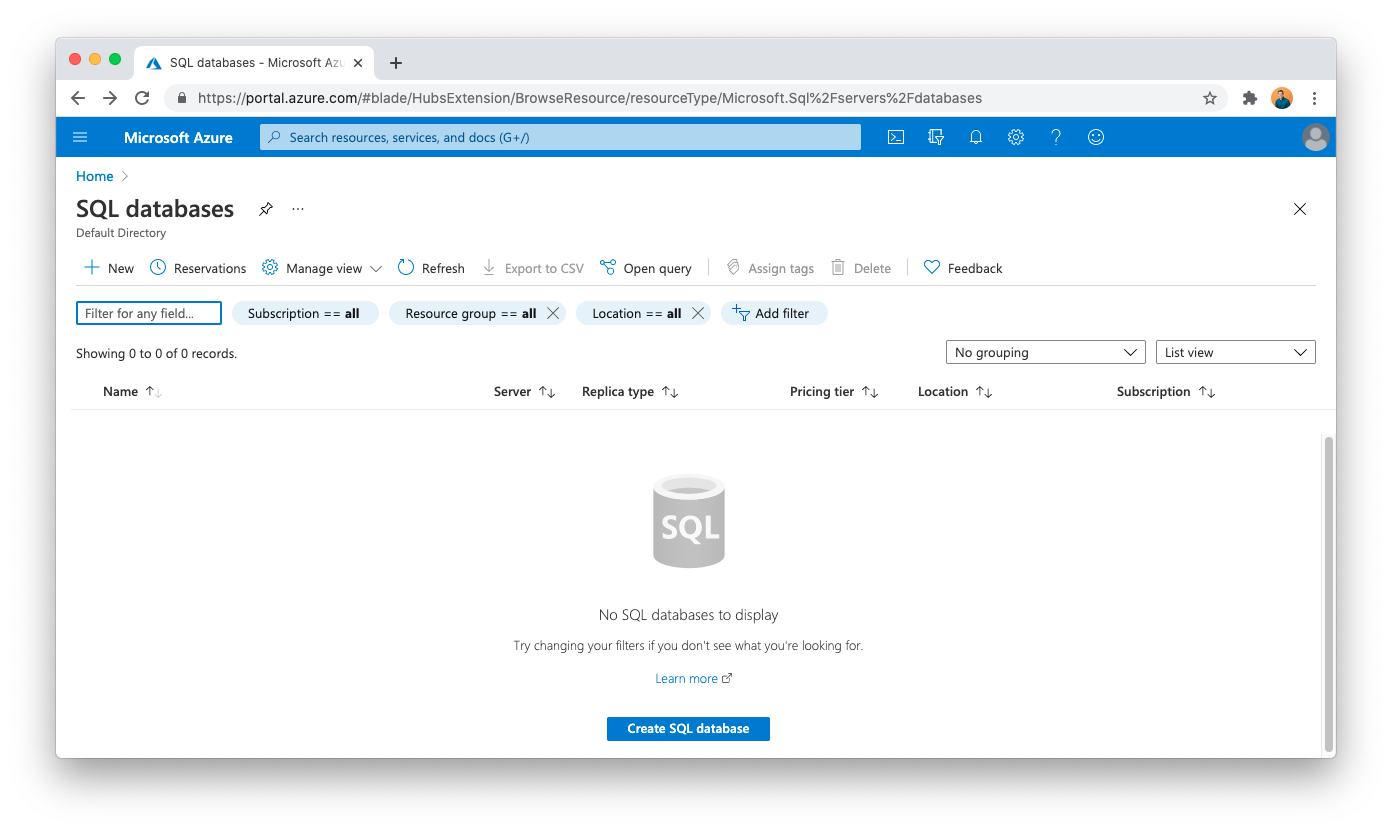 SQL databases - Microsoft Azu
https://portal.azure.com/#blade/HubsExtension/BrowseResource/resourceType/Microsoft.Sql%2Fservers%2Fdatabases
Microsoft Azure Search resources, services, and docs (G+/)
Home
SQL databases
Default Directory
New Reservations Manage view Refresh Export to CSV Open query Assign tags Delete Feedback
Filter for any field... Subscription == all Resource group == all Location == all Add filter
Showing 0 to 0 of 0 records. No grouping List view
Name Server Replica type Pricing tier Location Subscription
SQL
No SQL databases to display
Try changing your filters if you don't see what you're looking for.
Learn more
Create SQL database